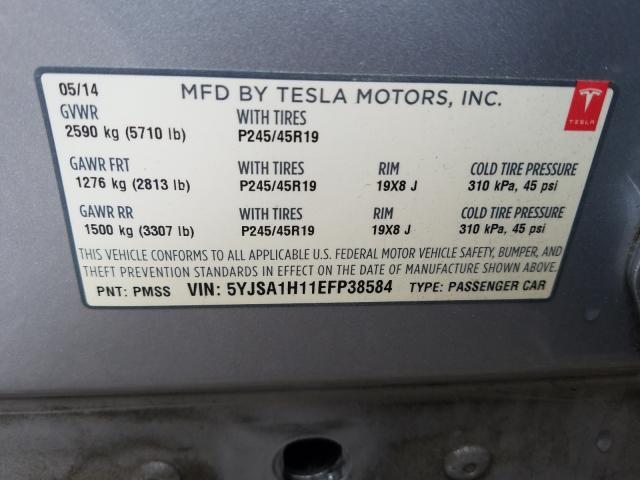 05/14 MFD BY TESLA MOTORS, INC.
GVWR WITH TIRES
2590 kg (5710 lb) P245/45R19
TESLA
GAWR FRT WITH TIRES RIM COLD TIRE PRESSURE
1276 kg (2813 lb) P245/45R19 19X8 J 310 kPa, 45 psi
GAWR RR WITH TIRES RIM COLD TIRE PRESSURE
1500 kg (3307 lb) P245/45R19 19X8 J 310 kPa, 45 psi
THIS VEHICLE CONFORMS TO ALL APPLICABLE U.S. FEDERAL MOTOR VEHICLE SAFETY, BUMPER, AND
THEFT PREVENTION STANDARDS IN EFFECT ON THE DATE OF MANUFACTURE SHOWN ABOVE.
PNT: PMSS VIN: 5YJSA1H11EFP38584 TYPE: PASSENGER CAR